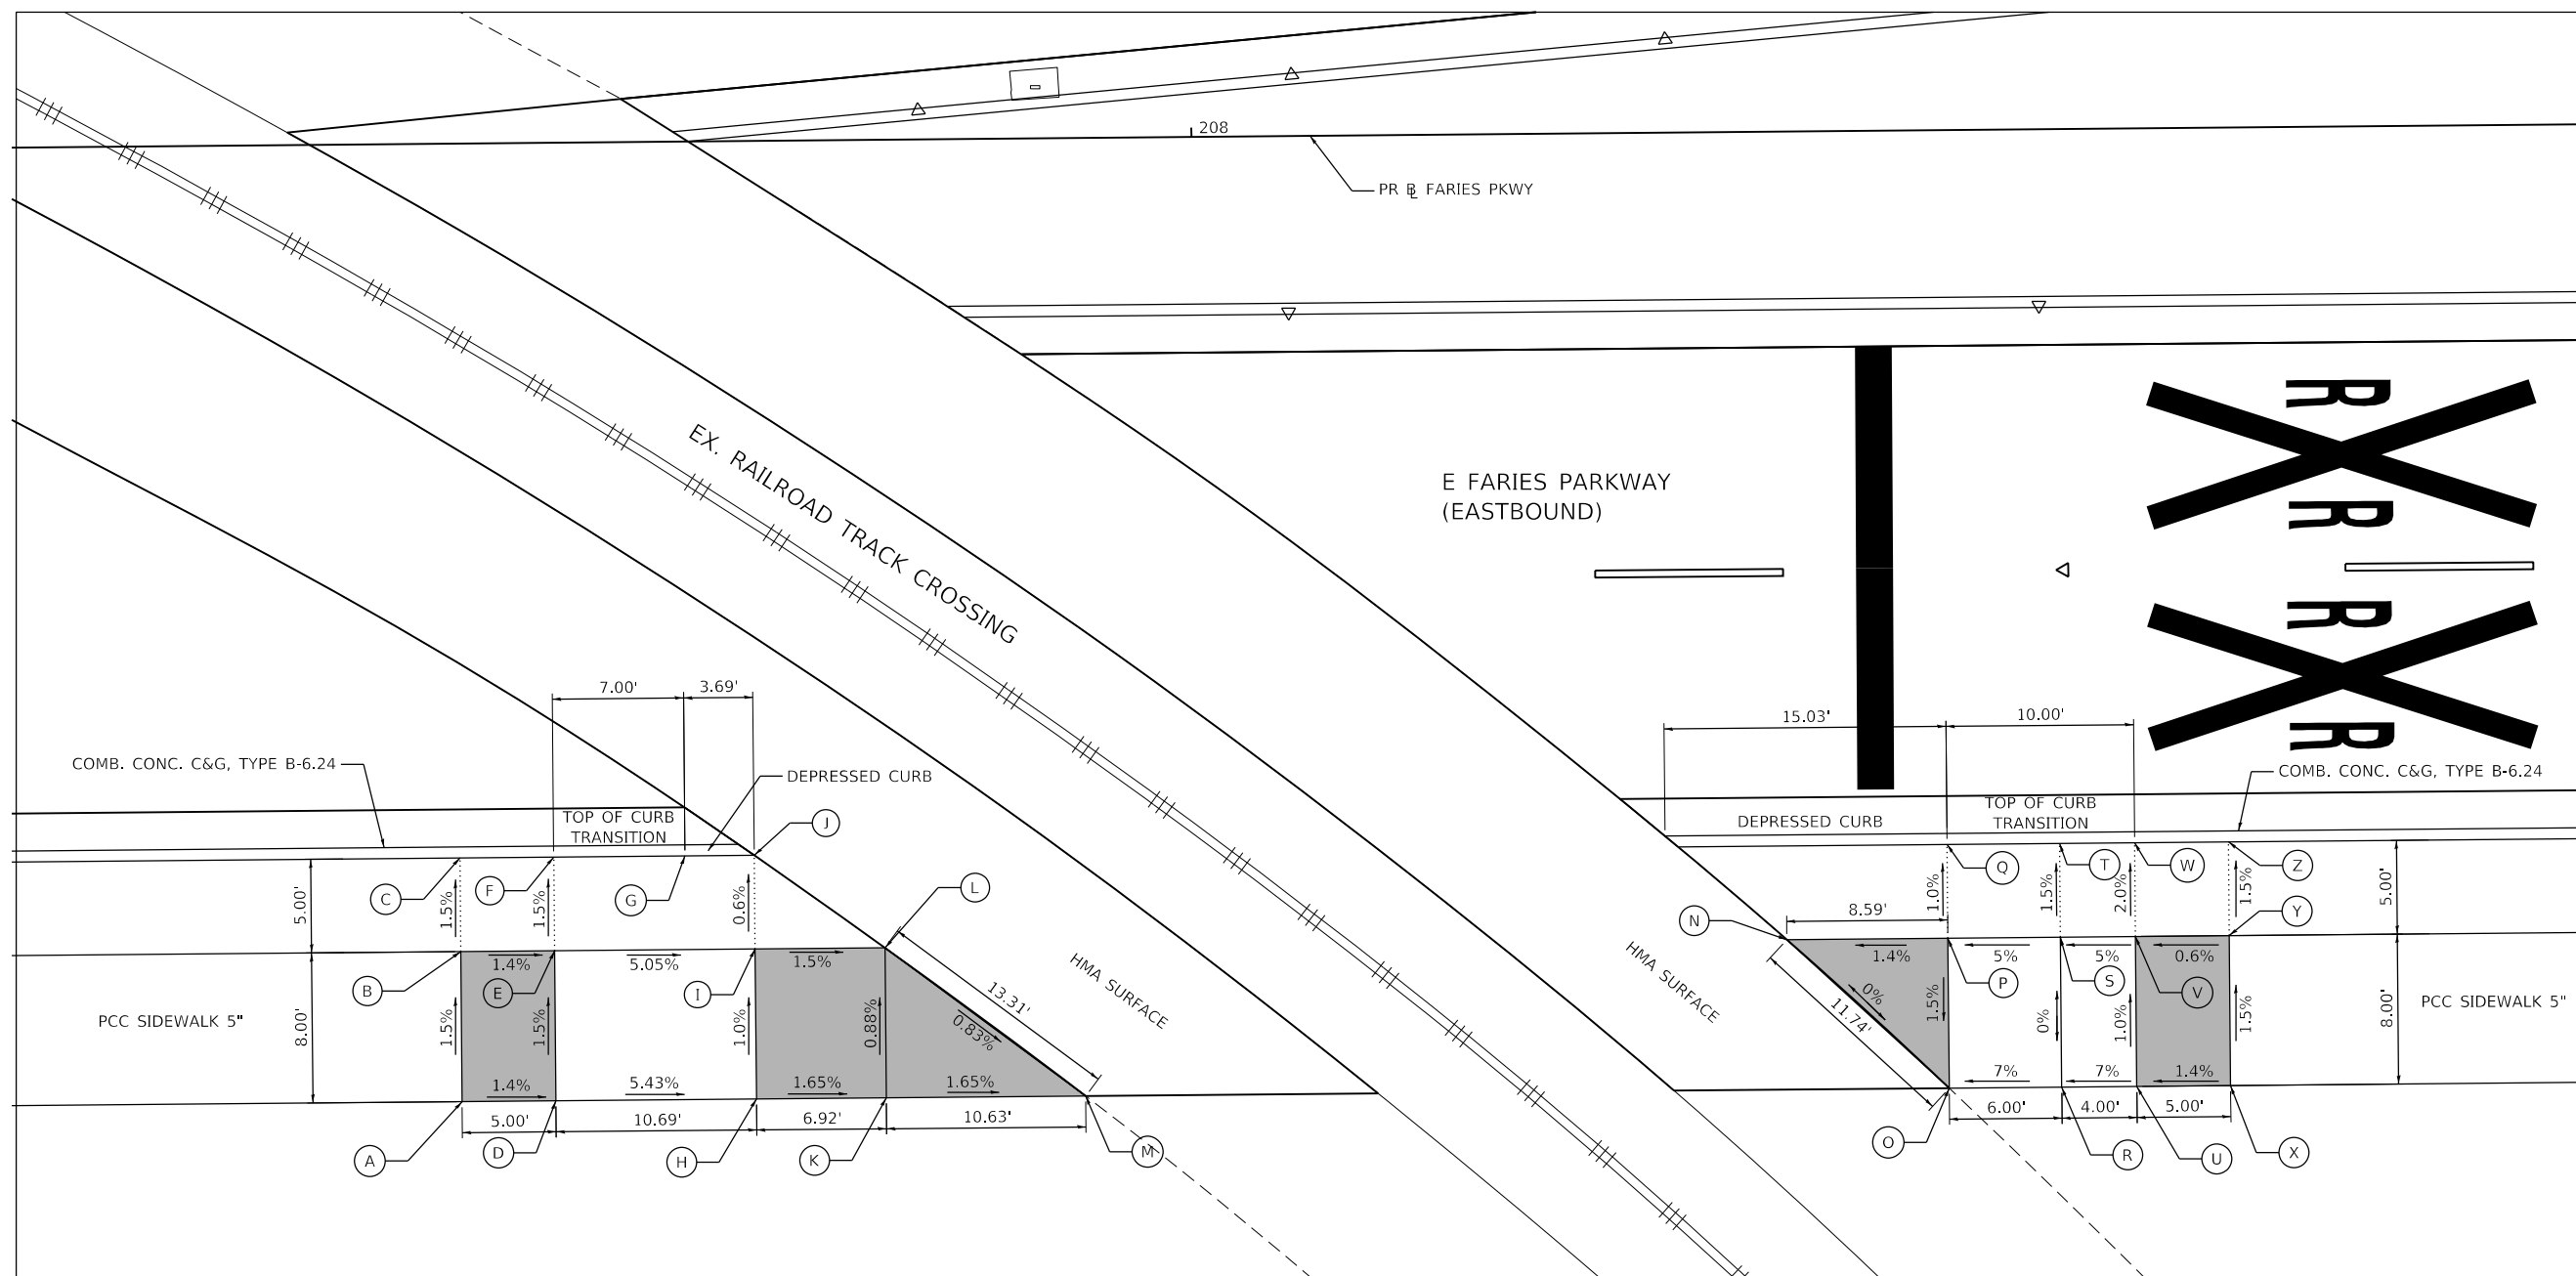 208
PR ℄ FARIES PKWY
EX. RAILROAD TRACK CROSSING
E FARIES PARKWAY
(EASTBOUND)
R
R
R
R
7.00'
3.69'
15.03'
10.00'
COMB. CONC. C&G, TYPE B-6.24
DEPRESSED CURB
COMB. CONC. C&G, TYPE B-6.24
TOP OF CURB
TRANSITION
J
DEPRESSED CURB
TOP OF CURB
TRANSITION
C
F
G
L
Q
T
W
Z
5.00'
1.5%
1.5%
0.6%
8.59'
1.0%
1.5%
2.0%
1.5%
5.00'
N
Y
1.4%
5.05%
1.5%
1.4%
5%
5%
0.6%
B
E
I
P
S
V
HMA SURFACE
13.31'
HMA SURFACE
11.74'
PCC SIDEWALK 5"
8.00'
1.5%
1.5%
1.0%
0.88%
0.83%
0%
1.5%
0%
1.0%
1.5%
8.00'
PCC SIDEWALK 5"
1.4%
5.43%
1.65%
1.65%
7%
7%
1.4%
5.00'
10.69'
6.92'
10.63'
6.00'
4.00'
5.00'
A
D
H
K
M
O
R
U
X